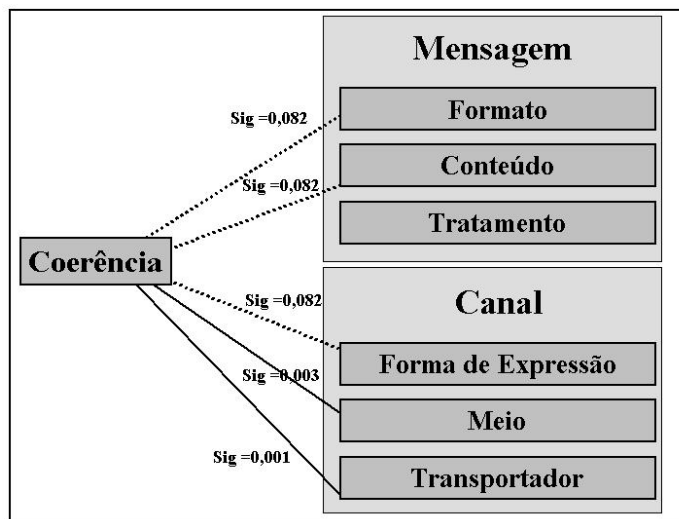 Mensagem
Sig =0,082
Formato
Sig =0,082
Conteúdo
Tratamento
Coerência
Sig =0,082
Canal
Forma de Expressão
Sig =0,003
Meio
Sig =0,001
Transportador